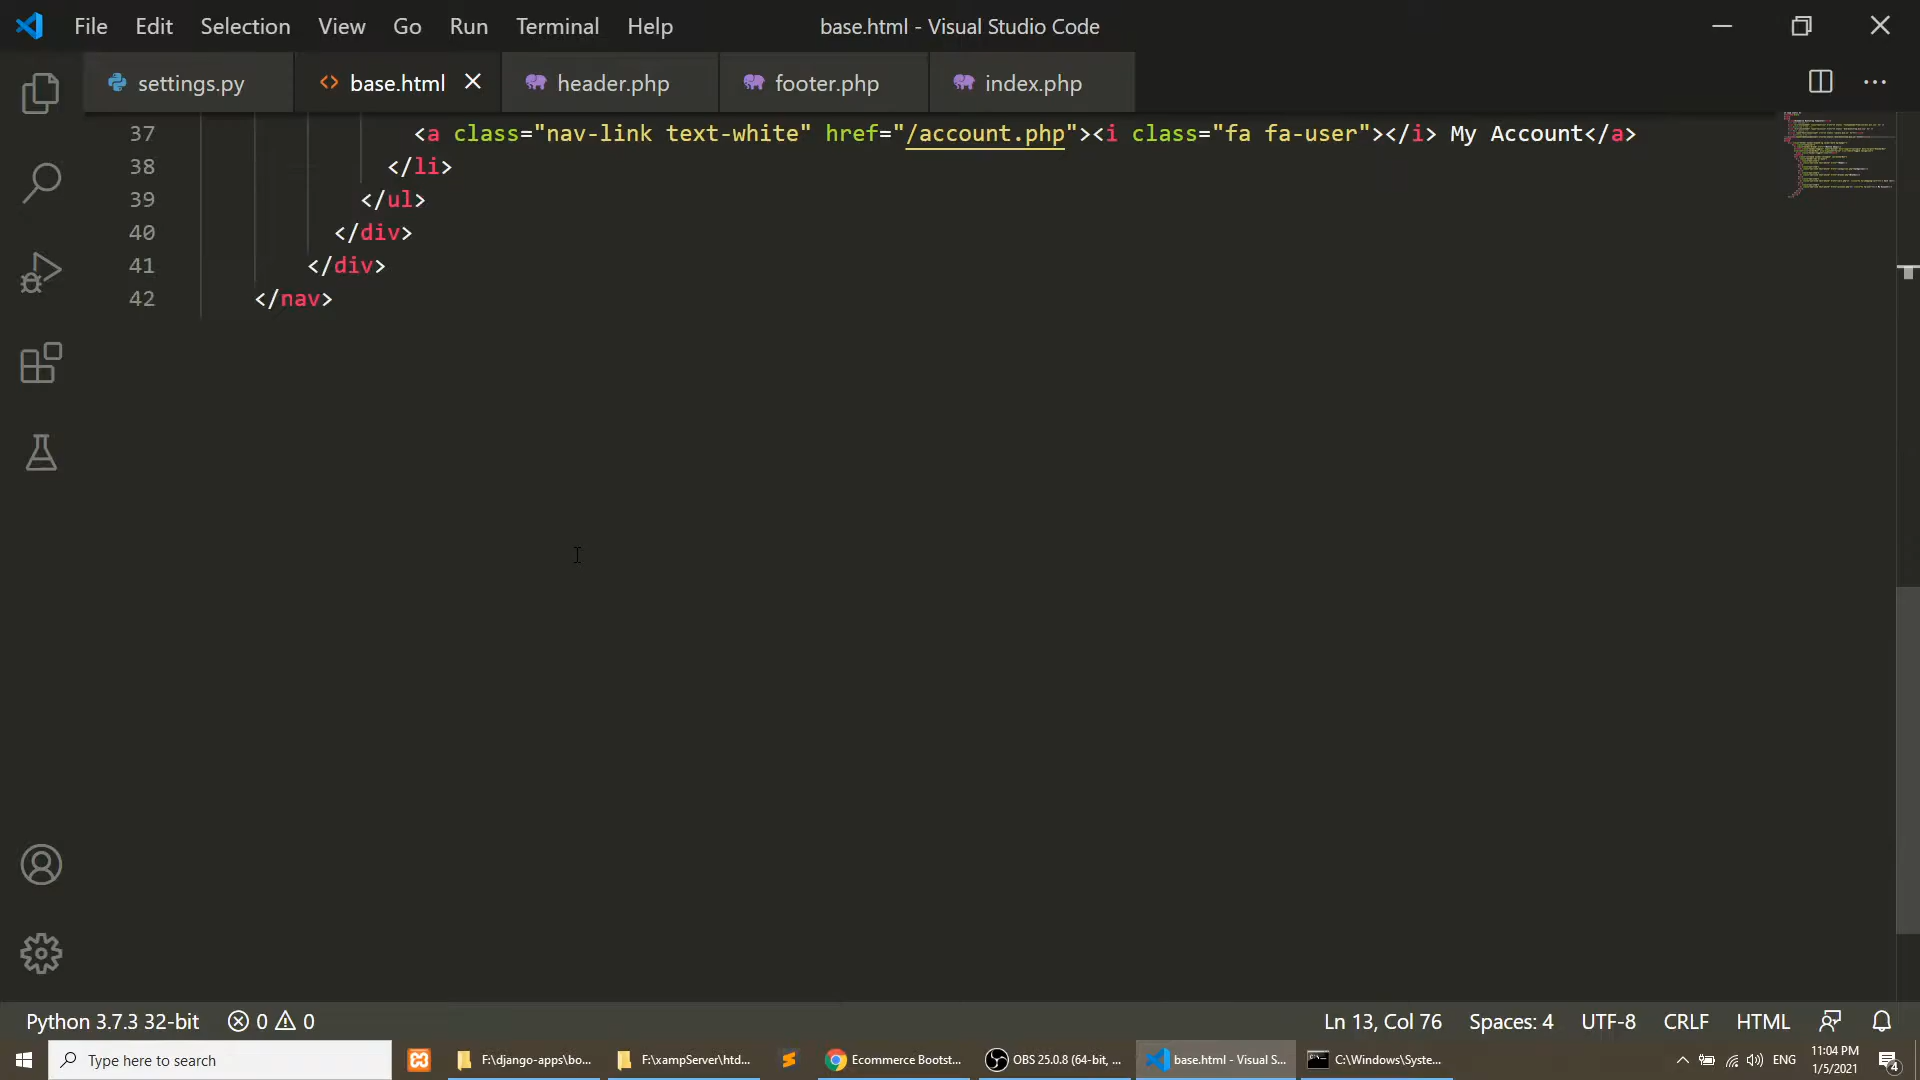 File Edit Selection View Go Run Terminal Help base.html - Visual Studio Code
settings.py base.html header.php footer.php index.php
37 <a class="nav-link text-white" href="/account.php"><i class="fa fa-user"></i> My Account</a>
38 </li>
39 </ul>
40 </div>
41 </div>
42 </nav>
Python 3.7.3 32-bit 0 0 Ln 13, Col 76 Spaces: 4 UTF-8 CRLF HTML
Type here to search F:\django-apps\bo... F:\xampServer\htd... Ecommerce Bootst... OBS 25.0.8 (64-bit, ... base.html - Visual S... C:\Windows\Syste... ENG 11:04 PM
1/5/2021 4